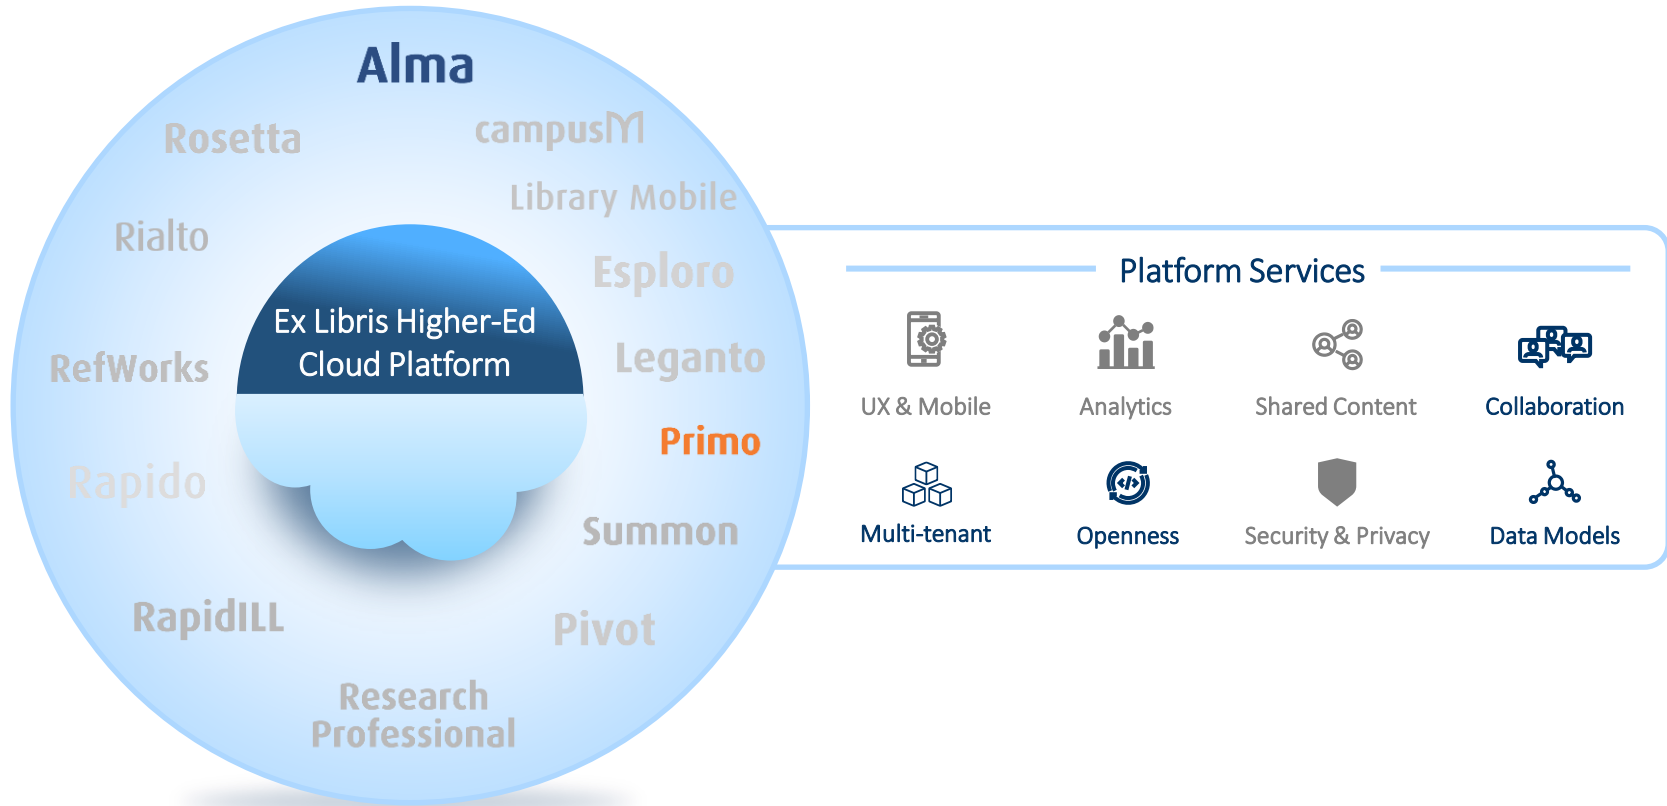 Alma
Rosetta
campusM
Library Mobile
Rialto
Esploro
Ex Libris Higher-Ed
Cloud Platform
RefWorks
Leganto
Primo
Rapido
Summon
RapidILL
Pivot
Research
Professional
Platform Services
UX & Mobile
Analytics
Shared Content
Collaboration
</>
Multi-tenant
Openness
Security & Privacy
Data Models